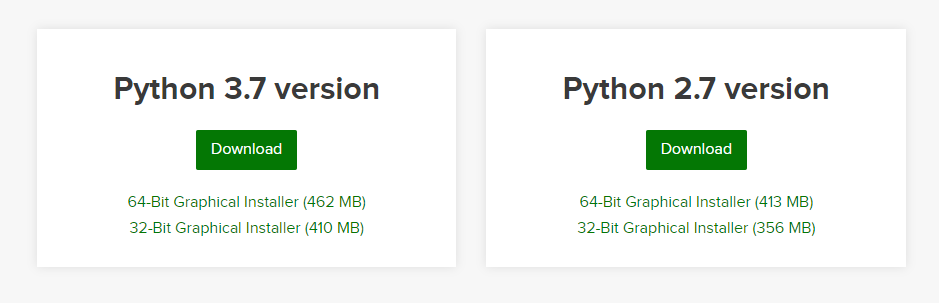 Python 3.7 version
Download
64-Bit Graphical Installer (462 MB)
32-Bit Graphical Installer (410 MB)
Python 2.7 version
Download
64-Bit Graphical Installer (413 MB)
32-Bit Graphical Installer (356 MB)